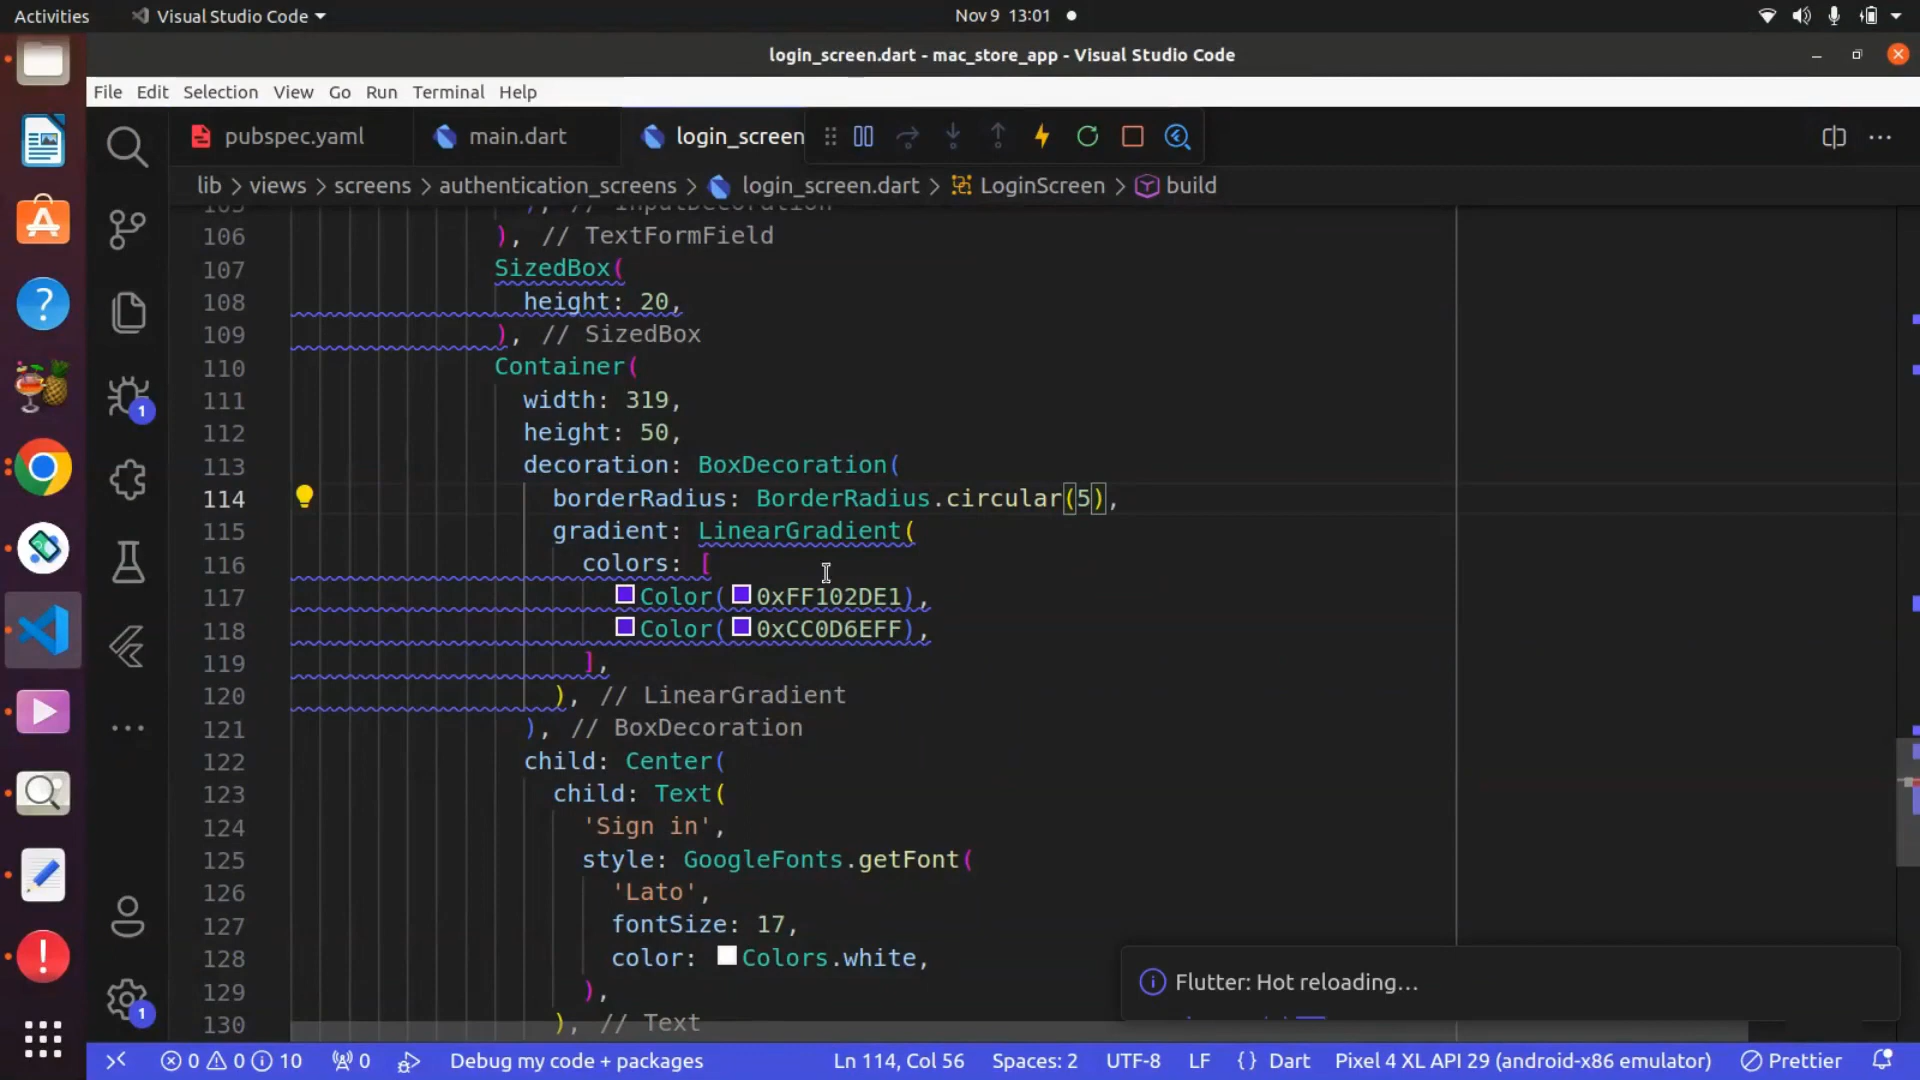 Activities
Visual Studio Code
Nov 9 13:01
login_screen.dart - mac_store_app - Visual Studio Code
File Edit Selection View Go Run Terminal Help
pubspec.yaml
main.dart
login_screen
lib > views > screens > authentication_screens > login_screen.dart > LoginScreen > build
105 ), // InputDecoration
106 ), // TextFormField
107 SizedBox(
108 height: 20,
109 ), // SizedBox
110 Container(
111 width: 319,
112 height: 50,
113 decoration: BoxDecoration(
114 borderRadius: BorderRadius.circular(5),
115 gradient: LinearGradient(
116 colors: [
117 Color(0xFF102DE1),
118 Color(0xCC0D6EFF),
119 ],
120 ), // LinearGradient
121 ), // BoxDecoration
122 child: Center(
123 child: Text(
124 'Sign in',
125 style: GoogleFonts.getFont(
126 'Lato',
127 fontSize: 17,
128 color: Colors.white,
129 ),
130 ), // Text
Flutter: Hot reloading...
1
1
0 0 10 0 Debug my code + packages Ln 114, Col 56 Spaces: 2 UTF-8 LF {} Dart Pixel 4 XL API 29 (android-x86 emulator) Prettier